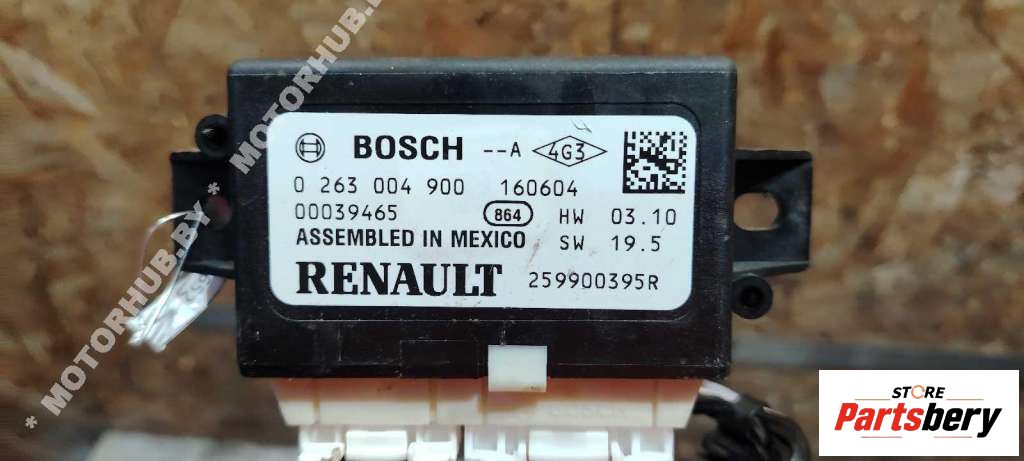 BOSCH --A 4G3
0 263 004 900 160604
00039465 864 HW 03.10
ASSEMBLED IN MEXICO SW 19.5
RENAULT 259900395R
* MOTORHUB.BY * MOTORHUB.BY
STORE
Partsbery